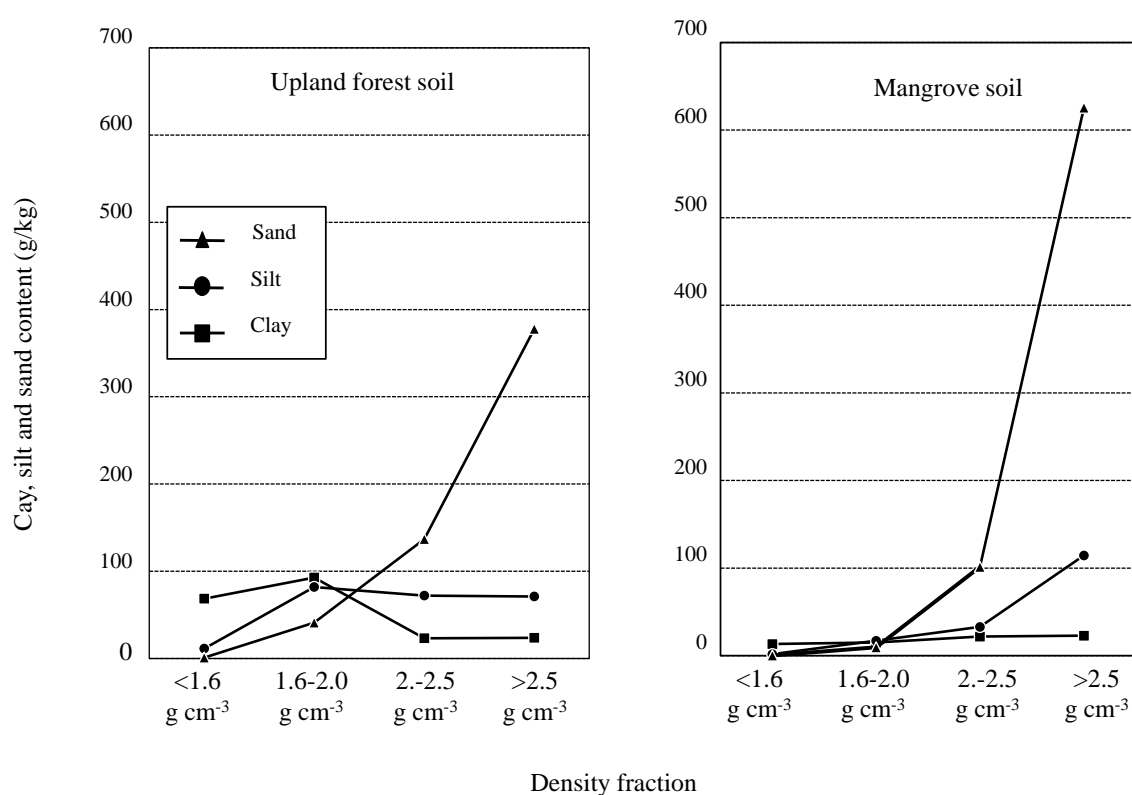 Cay, silt and sand content (g/kg)
700
600
500
400
300
200
100
0
Upland forest soil
Sand
Silt
Clay
<1.6
g cm-3
1.6-2.0
g cm-3
2.-2.5
g cm-3
>2.5
g cm-3
700
600
500
400
300
200
100
0
Mangrove soil
<1.6
g cm-3
1.6-2.0
g cm-3
2.-2.5
g cm-3
>2.5
g cm-3
Density fraction